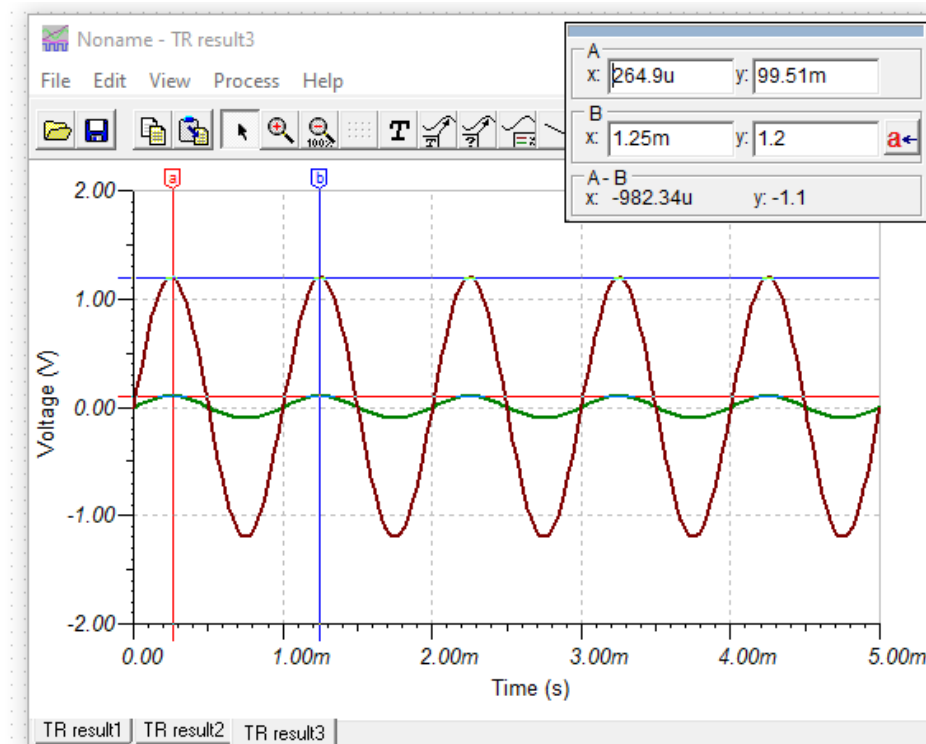 Noname - TR result3
File Edit View Process Help
100%
T
T
?
A
x: 264.9u y: 99.51m
B
x: 1.25m y: 1.2
a
A - B
x: -982.34u y: -1.1
a b
2.00
1.00
0.00
-1.00
-2.00
Voltage (V)
0.00 1.00m 2.00m 3.00m 4.00m 5.00m
Time (s)
TR result1 TR result2 TR result3